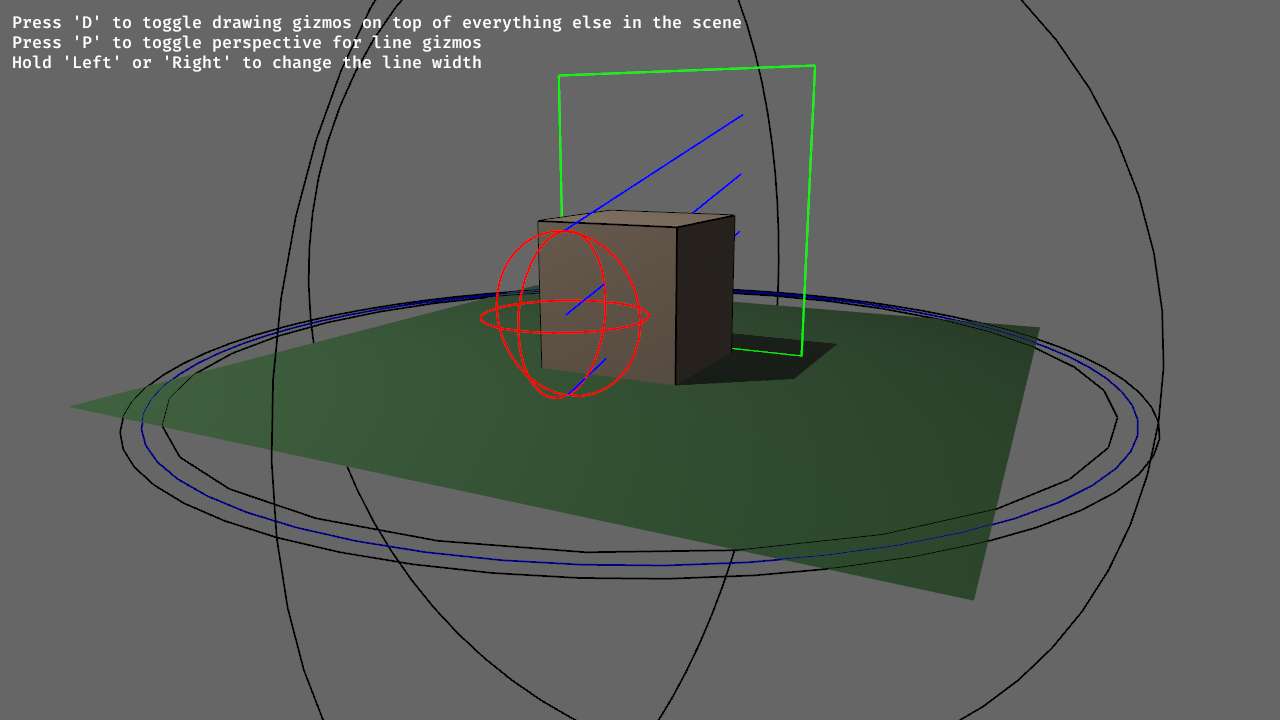 Press 'D' to toggle drawing gizmos on top of everything else in the scene
Press 'P' to toggle perspective for line gizmos
Hold 'Left' or 'Right' to change the line width